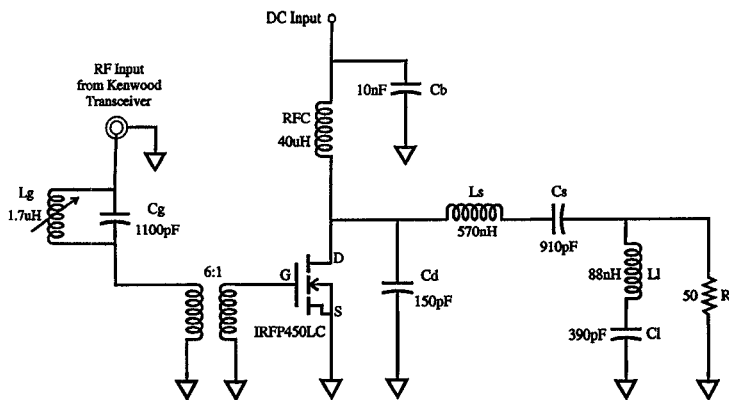 DC Input
RF Input
from Kenwood
Transceiver
10nF
Cb
RFC
40uH
Lg
1.7uH
Cg
1100pF
Ls
570nH
Cs
910pF
6:1
G
D
S
IRFP450LC
Cd
150pF
88nH
Ll
50
R
390pF
Cl